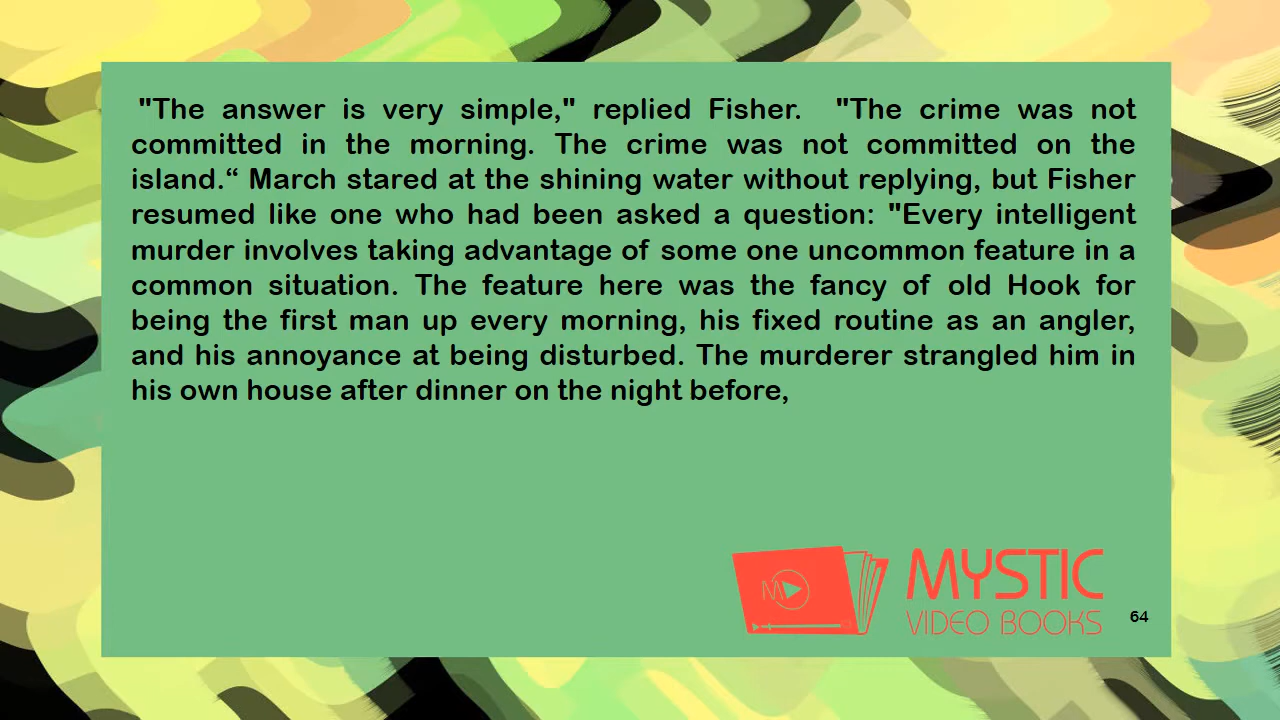 "The answer is very simple," replied Fisher.  "The crime was not
committed in the morning. The crime was not committed on the
island.“ March stared at the shining water without replying, but Fisher
resumed like one who had been asked a question: "Every intelligent
murder involves taking advantage of some one uncommon feature in a
common situation. The feature here was the fancy of old Hook for
being the first man up every morning, his fixed routine as an angler,
and his annoyance at being disturbed. The murderer strangled him in
his own house after dinner on the night before,
M
MYSTIC
VIDEO BOOKS
64